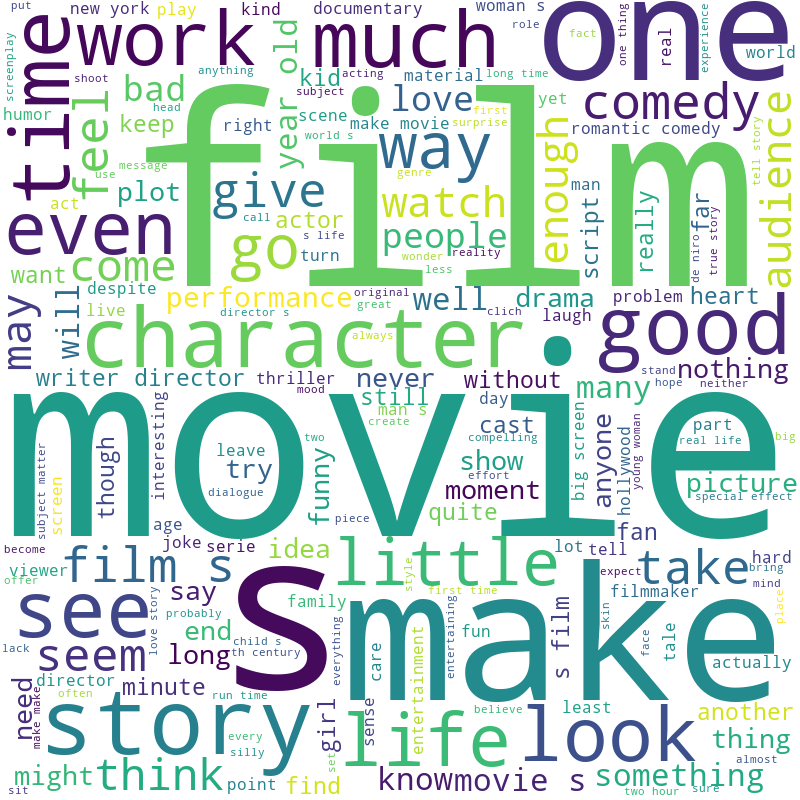 put
new york
play
kind
documentary
woman s
role
fact
one thing
real
experience
one
time
work
much
screenplay
shoot
anything
year old
acting
material
long time
world
humor
feel
bad
kid
subject
love
yet
comedy
head
scene
first
surprise
keep
right
world s
make movie
romantic comedy
tell story
audience
message
film
way
genre
enough
man
really
far
use
plot
give
watch
script
act
call
actor
people
even
go
s life
turn
wonder
reality
less
de niro
true story
want
come
despite
performance
original
great
well
drama
problem
heart
may
will
live
director s
clich
laugh
good
character
always
stand
hope
nothing
neither
writer director
thriller
never
without
many
mood
still
man s
day
movie
create
two
cast
compelling
big screen
anyone
hollywood
part
real life
young woman
big
subject matter
screen
though
interesting
leave
try
dialogue
funny
show
effort
moment
picture
special effect
age
piece
quite
fan
become
joke
serie
idea
lot
tell
hard
viewer
film s
little
expect
take
bring
offer
mind
style
first time
filmmaker
place
see
say
s
make
family
probably
love story
end
child s
th century
everything
care
entertaining
fun
s film
skin
face
tale
lack
seem
long
actually
director
minute
run time
girl
sense
entertainment
believe
least
another
need
make make
often
story
every
silly
set
life
look
thing
almost
might
think
point
find
know
movie s
something
sit
two hour
sure